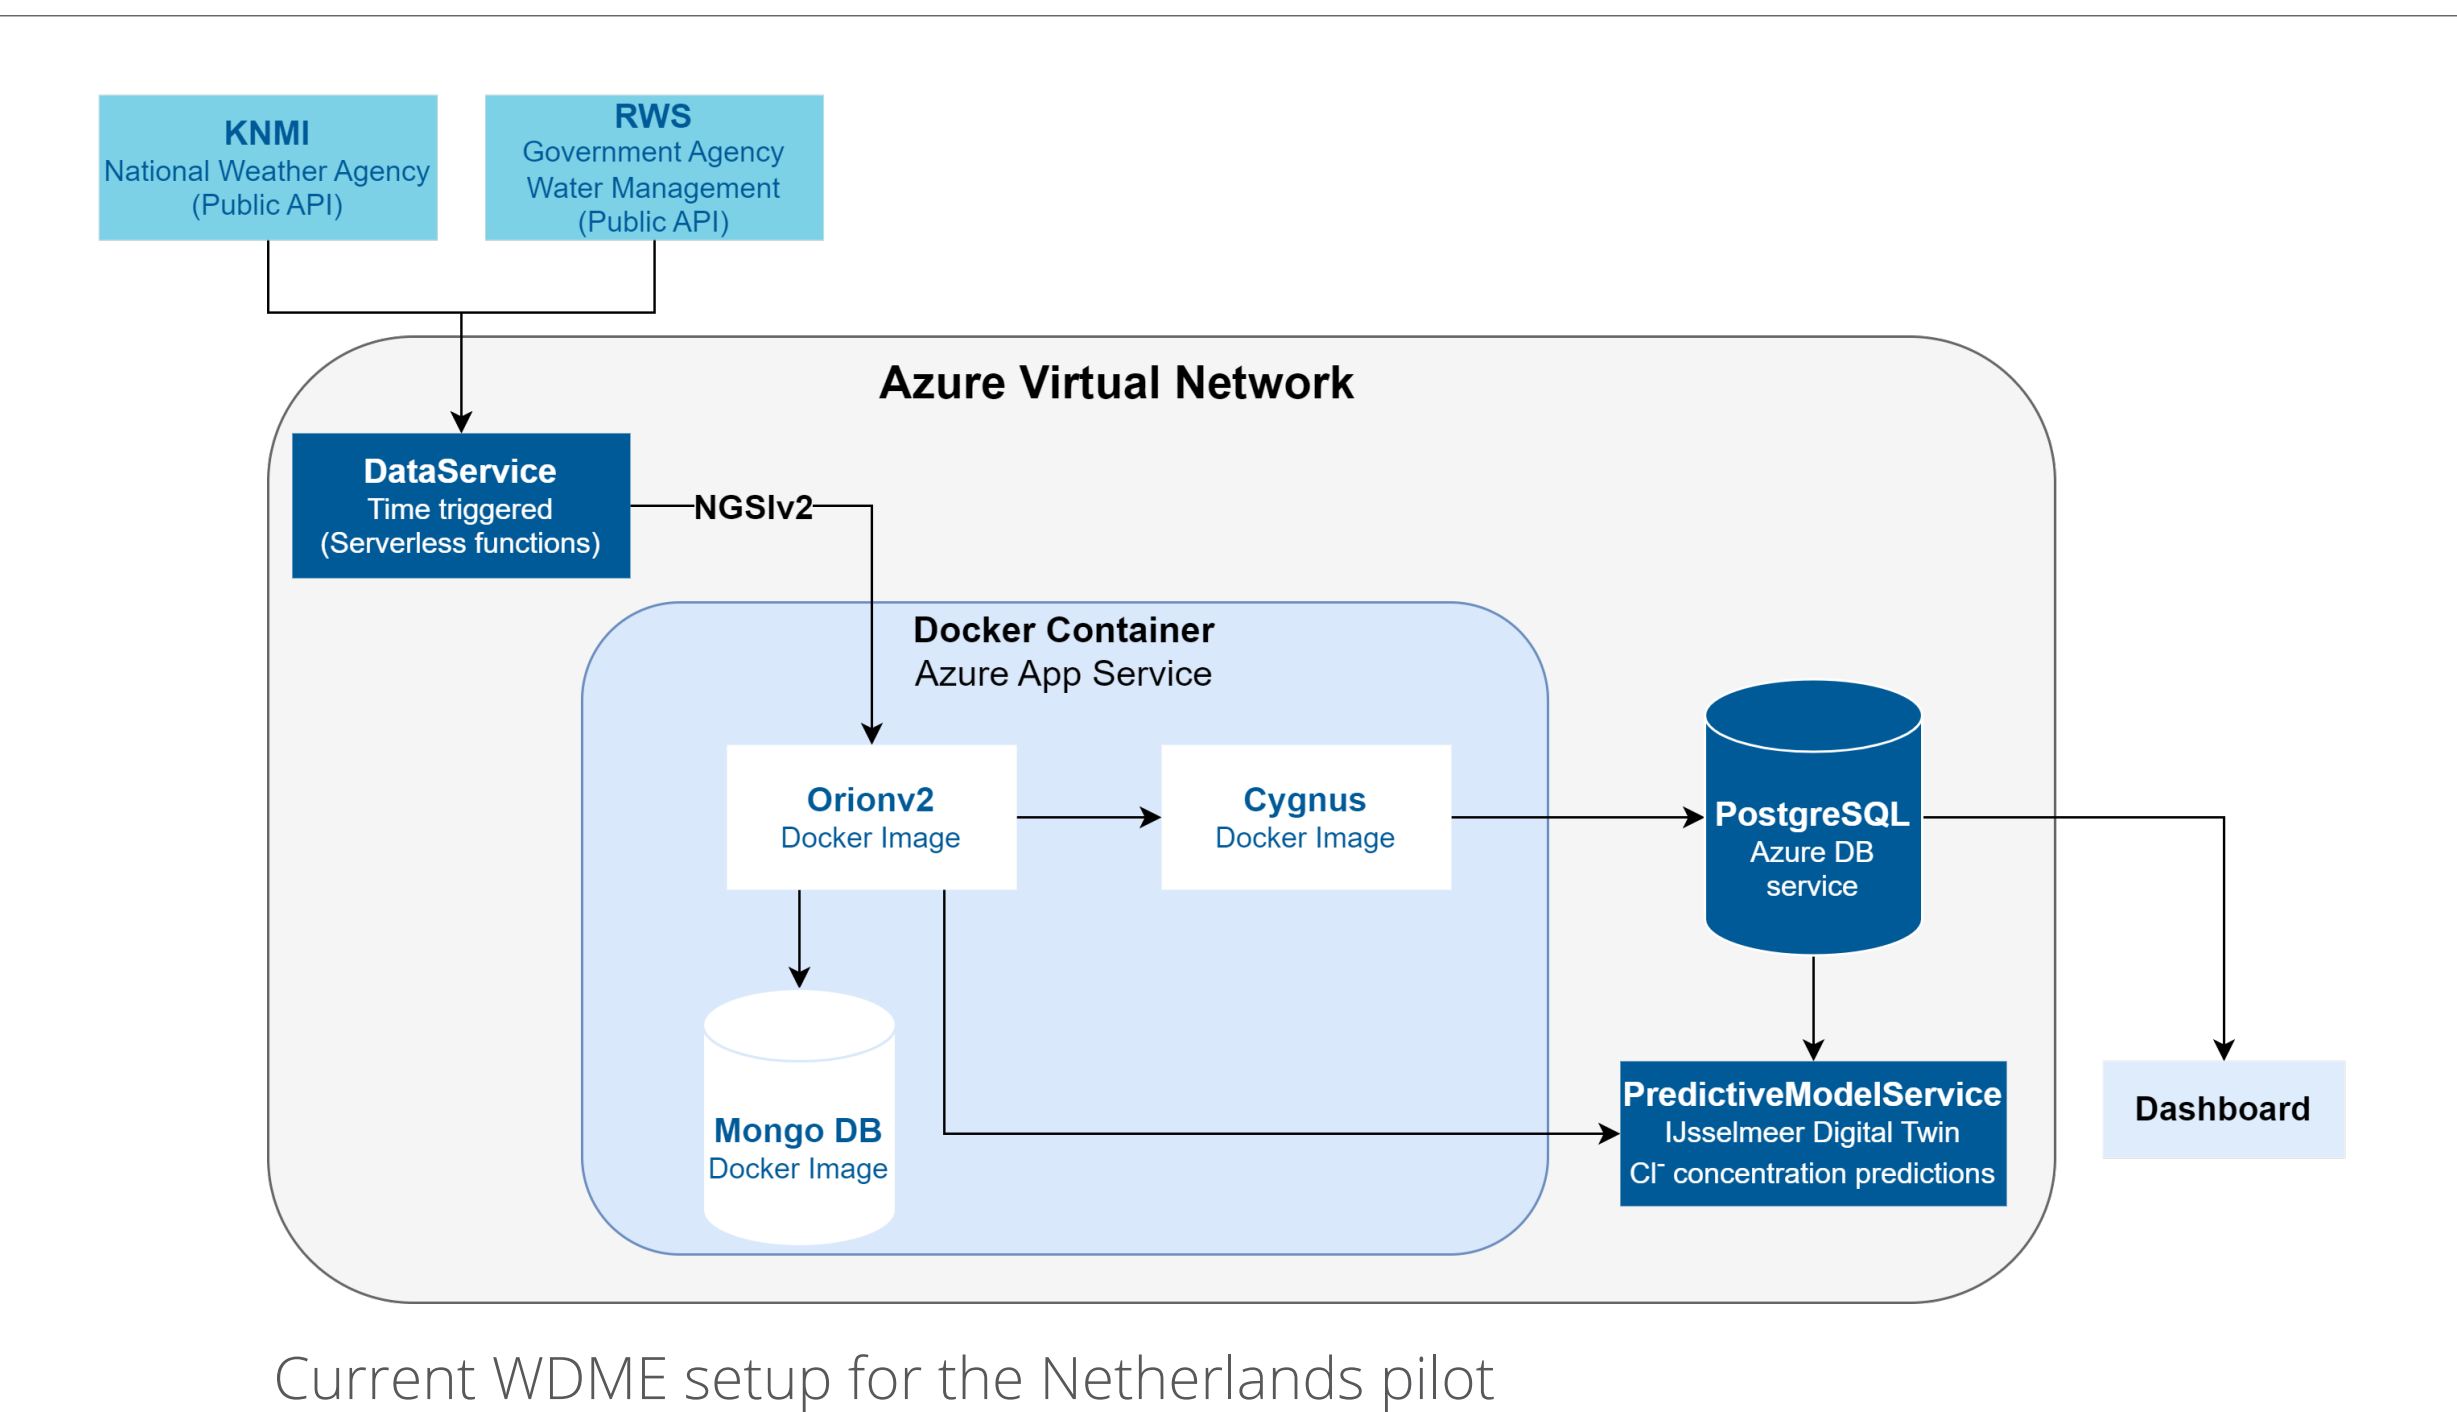 KNMI
National Weather Agency
(Public API)
RWS
Government Agency
Water Management
(Public API)
Azure Virtual Network
DataService
Time triggered
(Serverless functions)
NGSIv2
Docker Container
Azure App Service
Orionv2
Docker Image
Cygnus
Docker Image
PostgreSQL
Azure DB
service
Mongo DB
Docker Image
PredictiveModelService
IJsselmeer Digital Twin
Cl⁻ concentration predictions
Dashboard
Current WDME setup for the Netherlands pilot